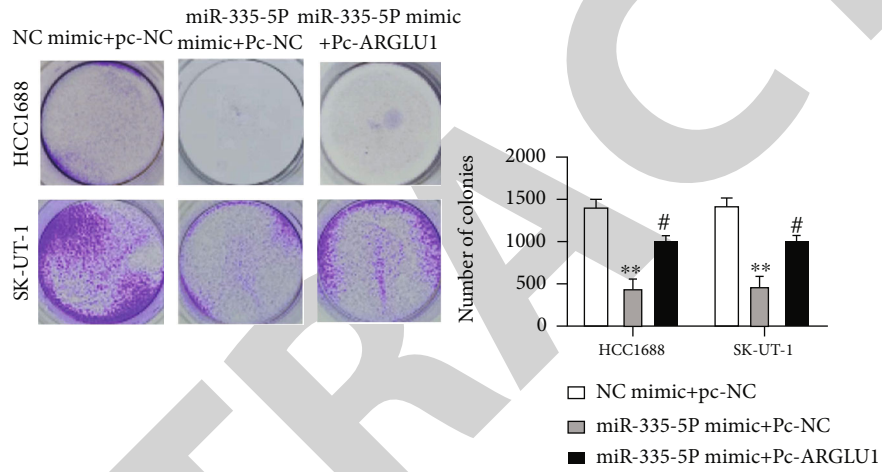 NC mimic+pc-NC
miR-335-5P
mimic+Pc-NC
miR-335-5P mimic
+Pc-ARGLU1
HCC1688
SK-UT-1
Number of colonies
2000
1500
1000
500
0
**
#
**
#
HCC1688
SK-UT-1
NC mimic+pc-NC
miR-335-5P mimic+Pc-NC
miR-335-5P mimic+Pc-ARGLU1
TRACT